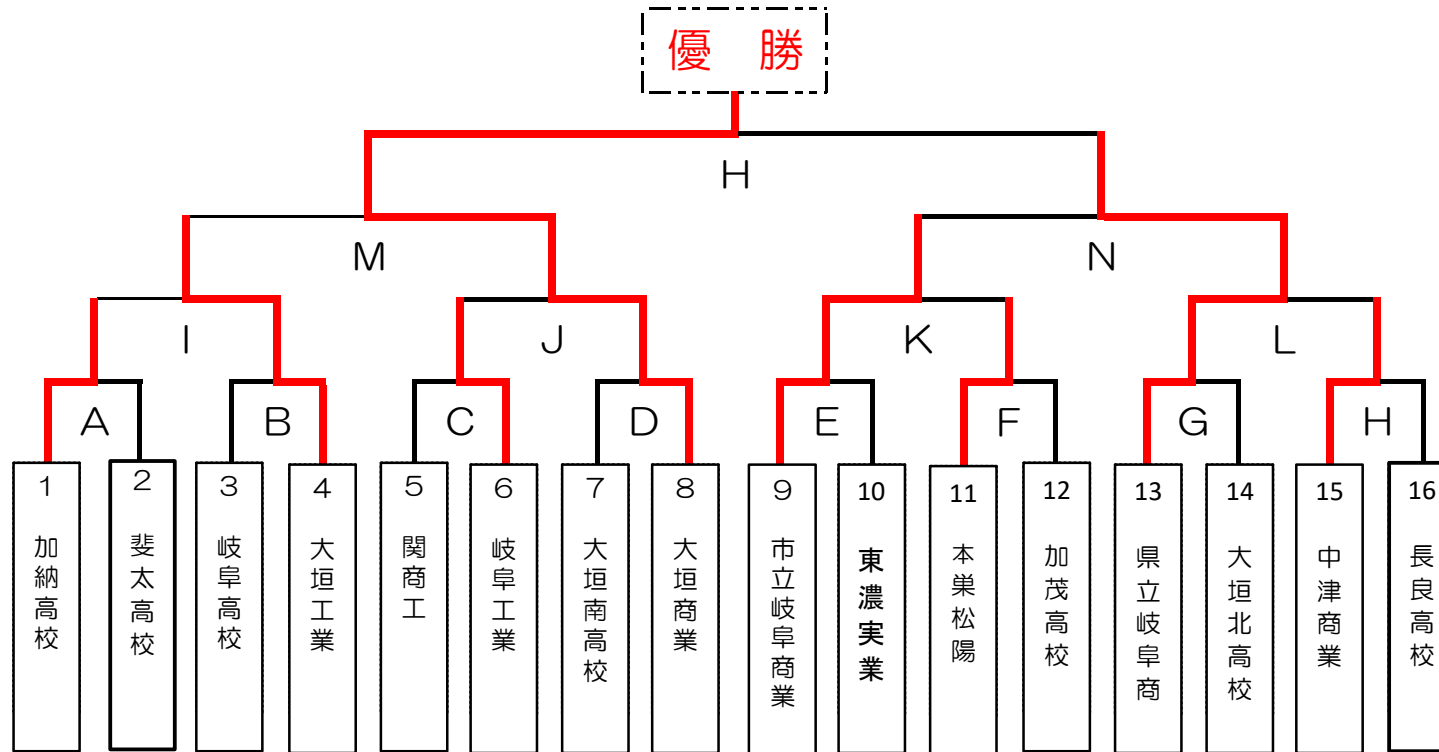 優 勝
H
M
N
I
J
K
L
A
B
C
D
E
F
G
H
1
加納高校
2
斐太高校
3
岐阜高校
4
大垣工業
5
関商工
6
岐阜工業
7
大垣南高校
8
大垣商業
9
市立岐阜商業
10
東濃実業
11
本巣松陽
12
加茂高校
13
県立岐阜商
14
大垣北高校
15
中津商業
16
長良高校